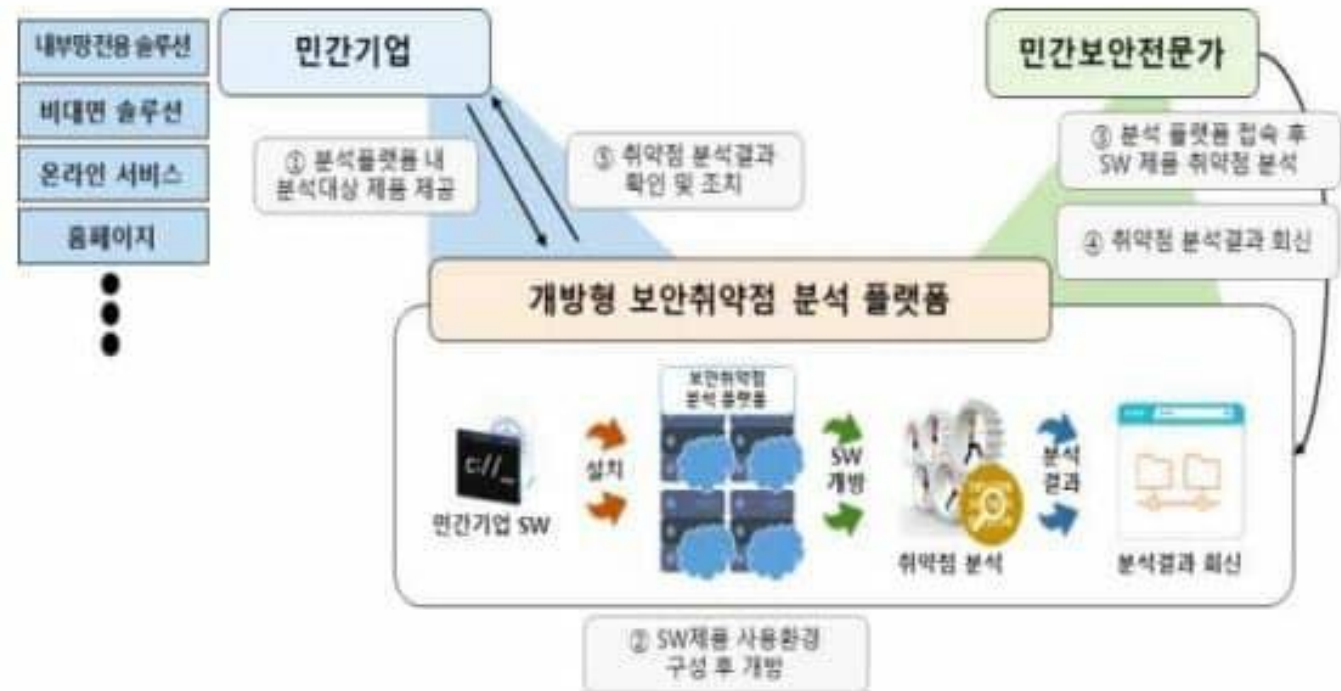 내부망전용 솔루션
비대면 솔루션
온라인 서비스
홈페이지
민간기업
민간보안전문가
① 분석플랫폼 내
분석대상 제품 제공
⑤ 취약점 분석결과
확인 및 조치
③ 분석 플랫폼 접속 후
SW 제품 취약점 분석
④ 취약점 분석결과 회신
개방형 보안취약점 분석 플랫폼
보안취약점
분석 플랫폼
C://_
설치
SW
개방
분석
결과
민간기업 SW
취약점 분석
분석결과 회신
② SW제품 사용환경
구성 후 개방